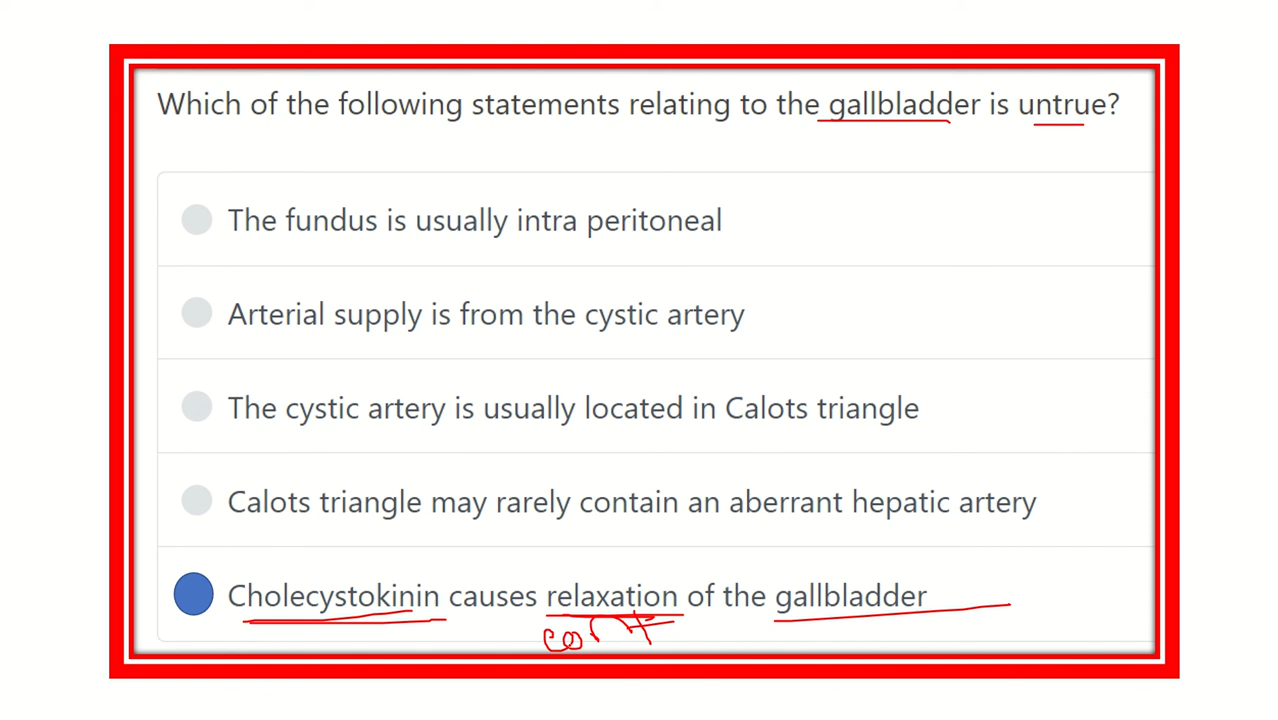 Which of the following statements relating to the gallbladder is untrue?
The fundus is usually intra peritoneal
Arterial supply is from the cystic artery
The cystic artery is usually located in Calots triangle
Calots triangle may rarely contain an aberrant hepatic artery
Cholecystokinin causes relaxation of the gallbladder
cont